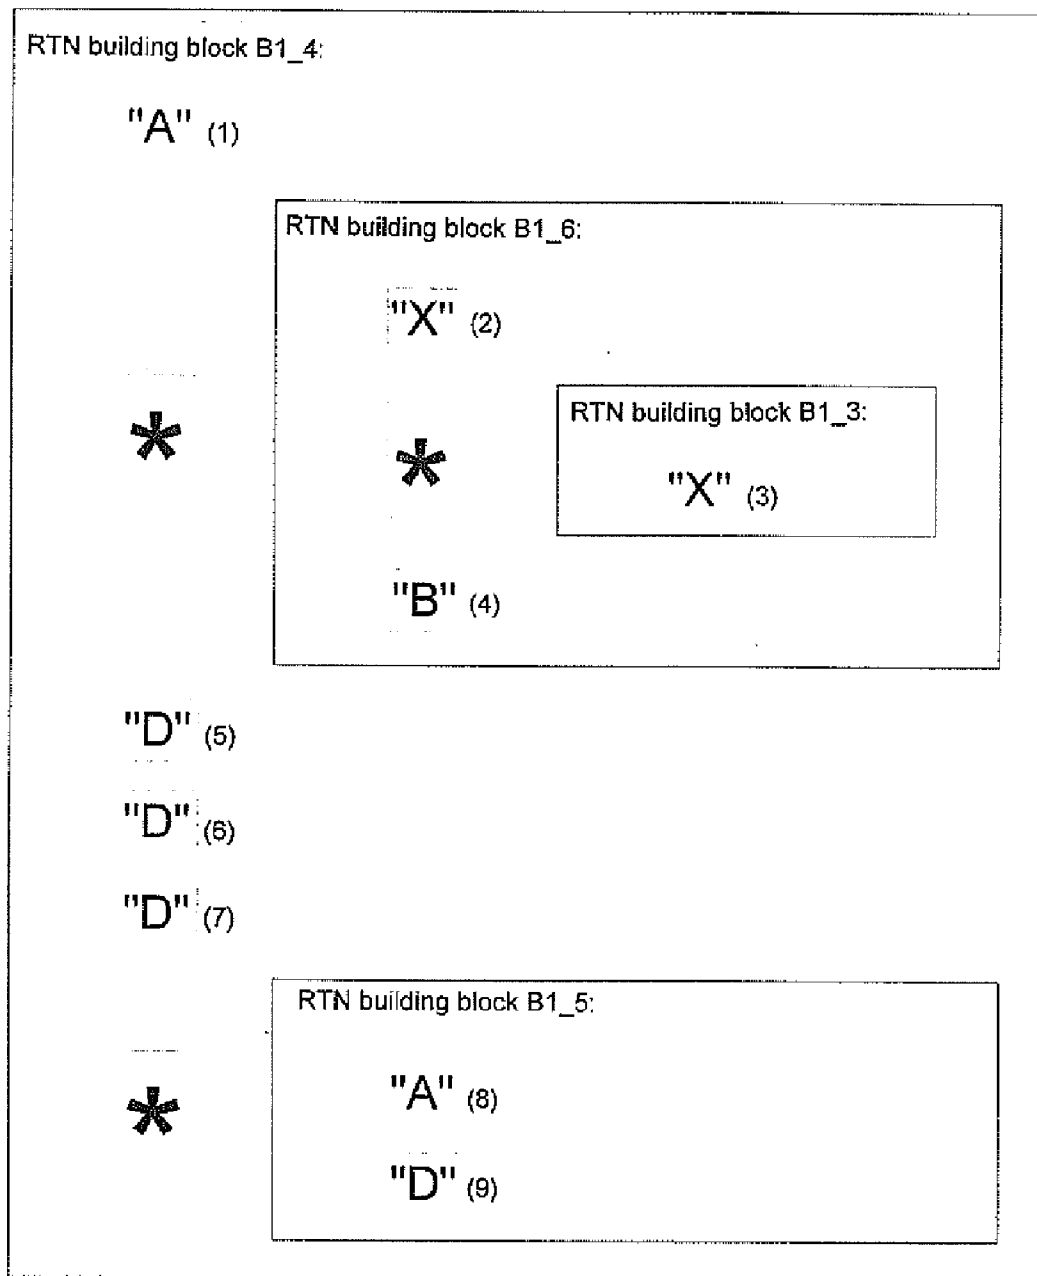 RTN building block B1_4:
"A" (1)
RTN building block B1_6:
"X" (2)
*
RTN building block B1_3:
*
"X" (3)
"B" (4)
"D" (5)
"D" (6)
"D" (7)
RTN building block B1_5:
*
"A" (8)
"D" (9)